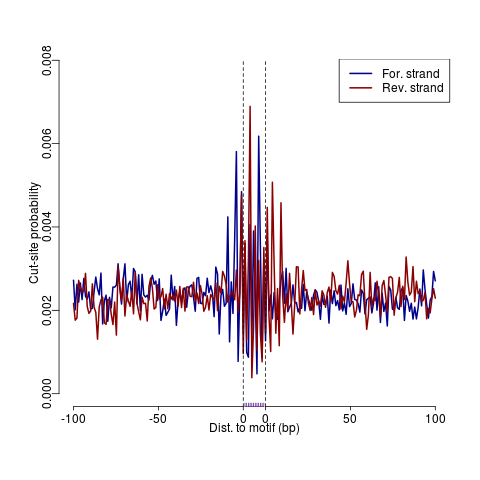 For. strand
Rev. strand
0.008
0.006
0.004
0.002
0.000
Cut-site probability
-100 -50 0 0 50 100
Dist. to motif (bp)